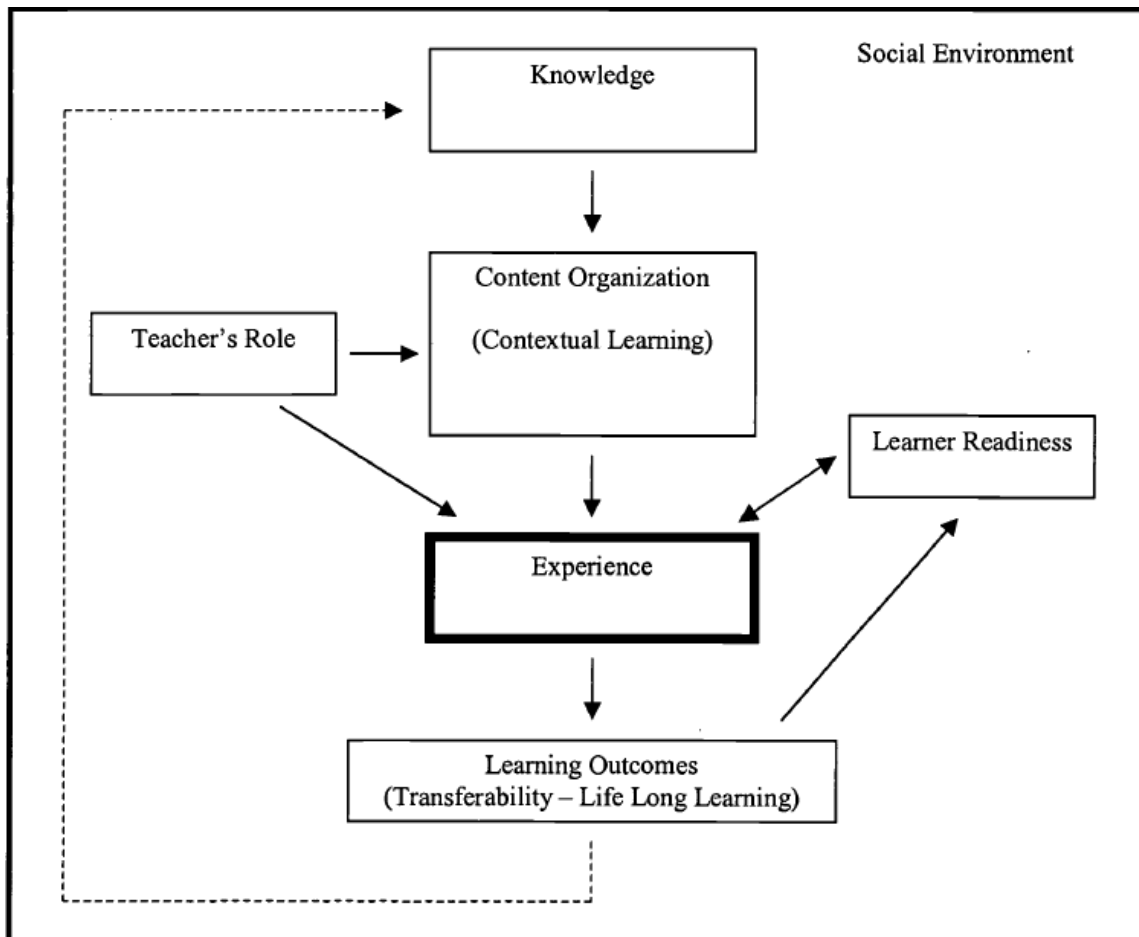 Social Environment
Knowledge
Content Organization
(Contextual Learning)
Teacher’s Role
Learner Readiness
Experience
Learning Outcomes
(Transferability – Life Long Learning)